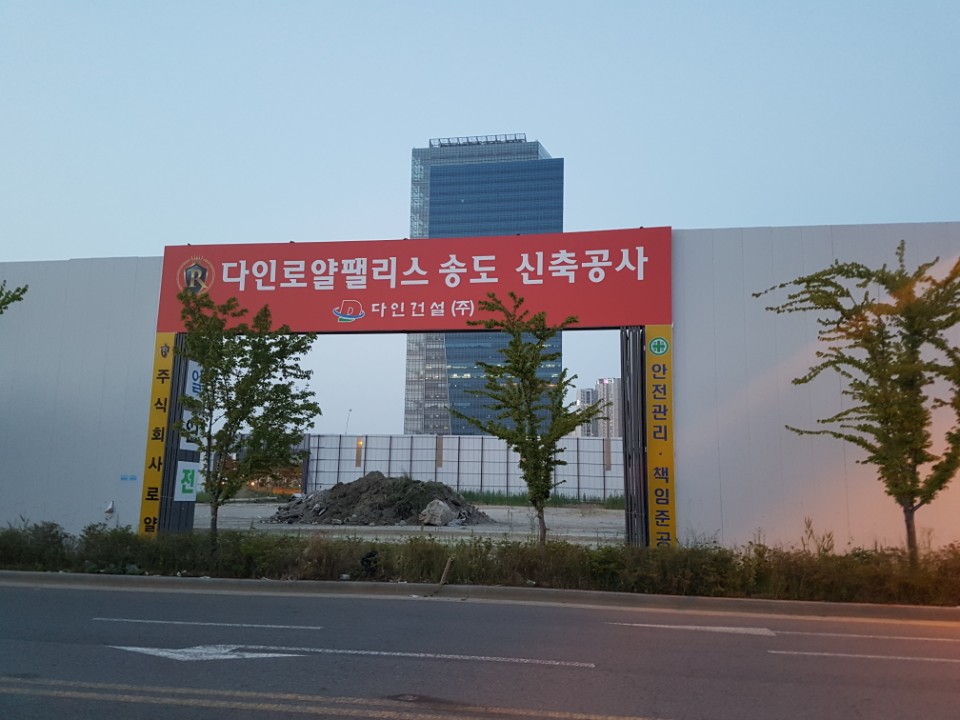 다인로얄팰리스 송도 신축공사
다인건설(주)
주식회사로얄
안전관리·책임준공
전